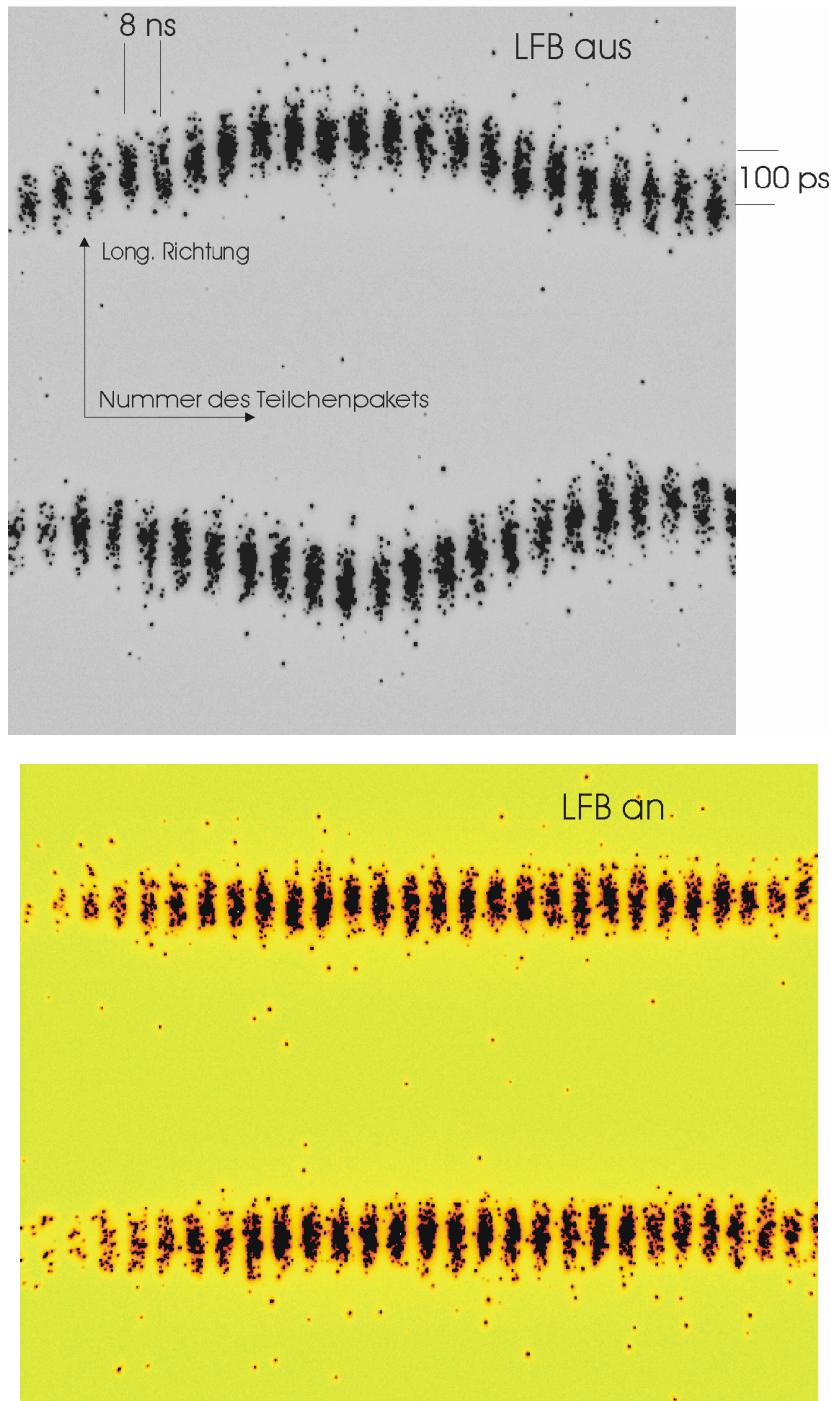 8 ns
LFB aus
100 ps
Long. Richtung
Nummer des Teilchenpakets
LFB an